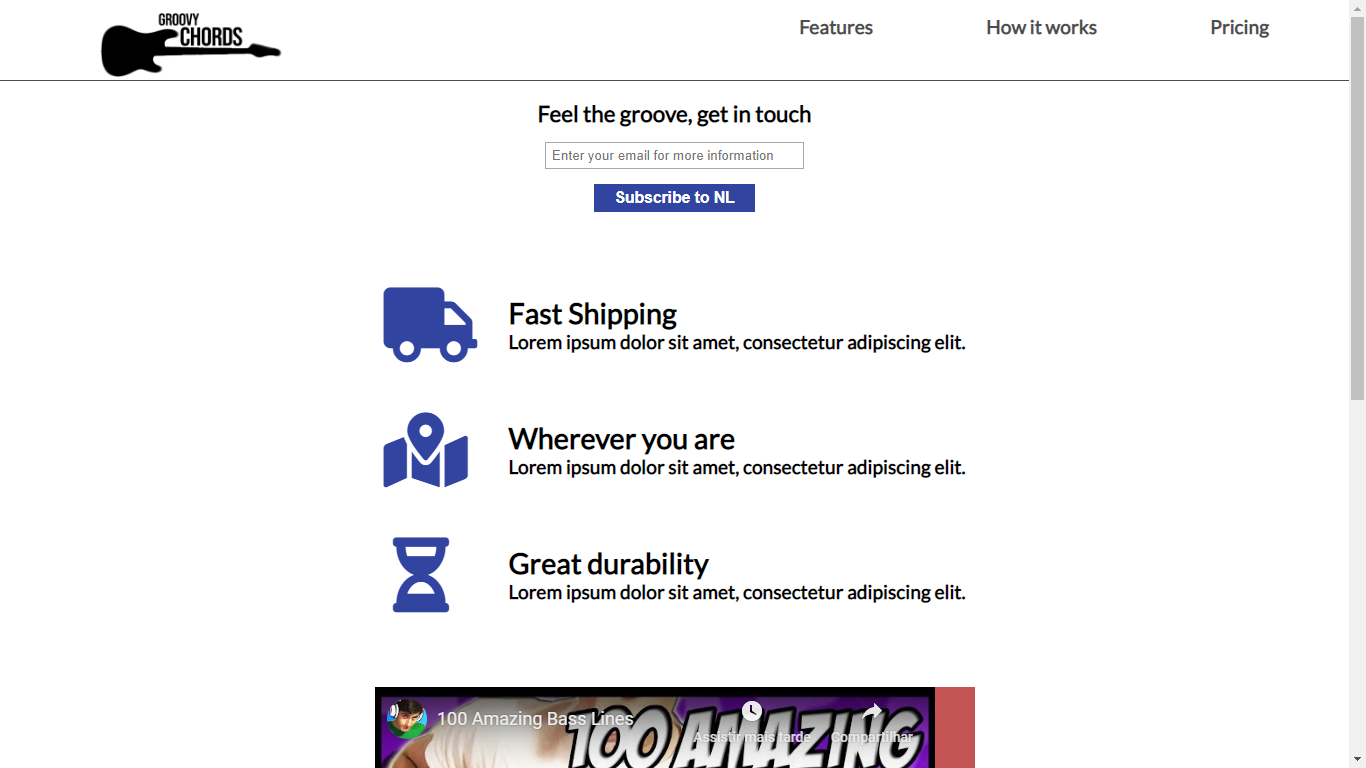 GROOVY
CHORDS
Features
How it works
Pricing
Feel the groove, get in touch
Enter your email for more information
Subscribe to NL
Fast Shipping
Lorem ipsum dolor sit amet, consectetur adipiscing elit.
Wherever you are
Lorem ipsum dolor sit amet, consectetur adipiscing elit.
Great durability
Lorem ipsum dolor sit amet, consectetur adipiscing elit.
100 Amazing Bass Lines
100 AMAZING
Assistir mais tarde
Compartilhar